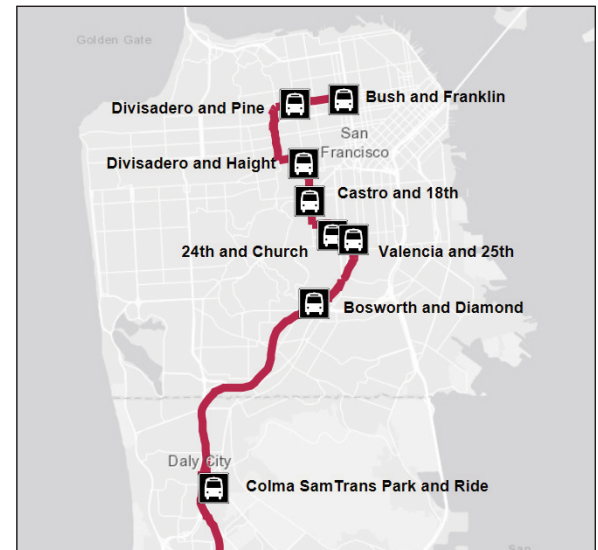 Golden Gate
Bush and Franklin
Divisadero and Pine
San
Francisco
Divisadero and Haight
Castro and 18th
24th and Church
Valencia and 25th
Bosworth and Diamond
Daly City
Colma SamTrans Park and Ride
San